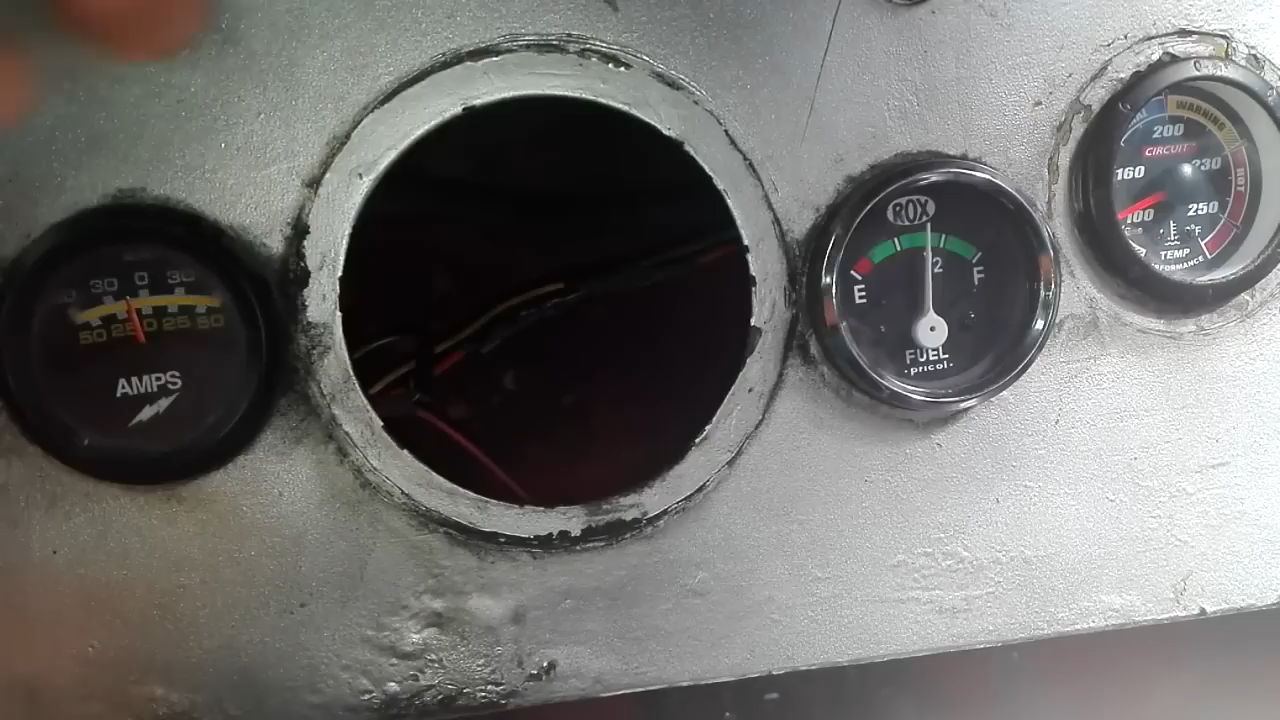 30 0 30
50 25 0 25 50
AMPS
ROX
1/2
E F
FUEL
·pricol·
WARNING
200
CIRCUIT
160 230
HOT
100 250
°F
TEMP